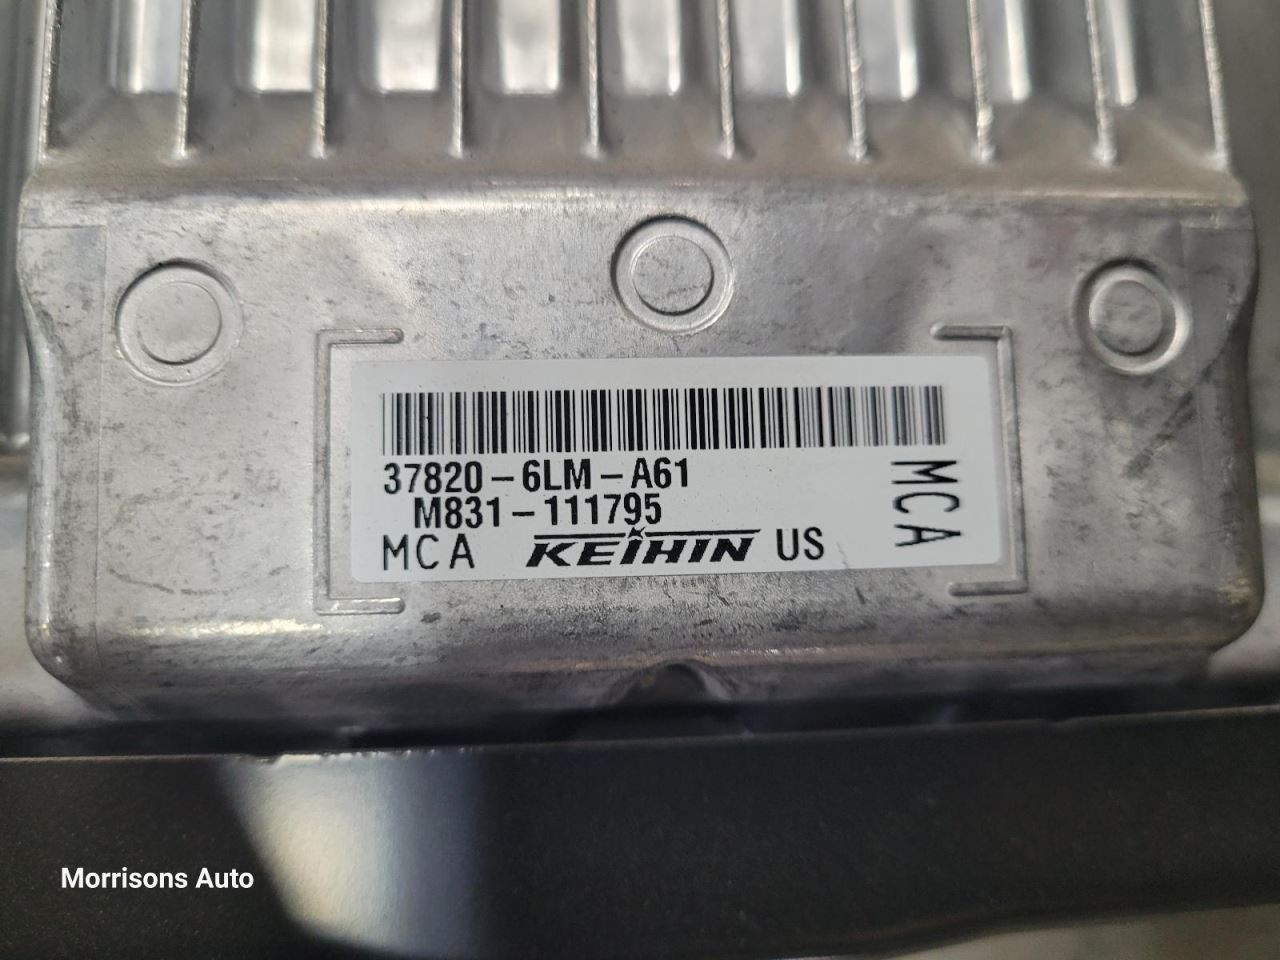 37820-6LM-A61
M831-111795
MCA KEIHIN US
MCA
Morrisons Auto